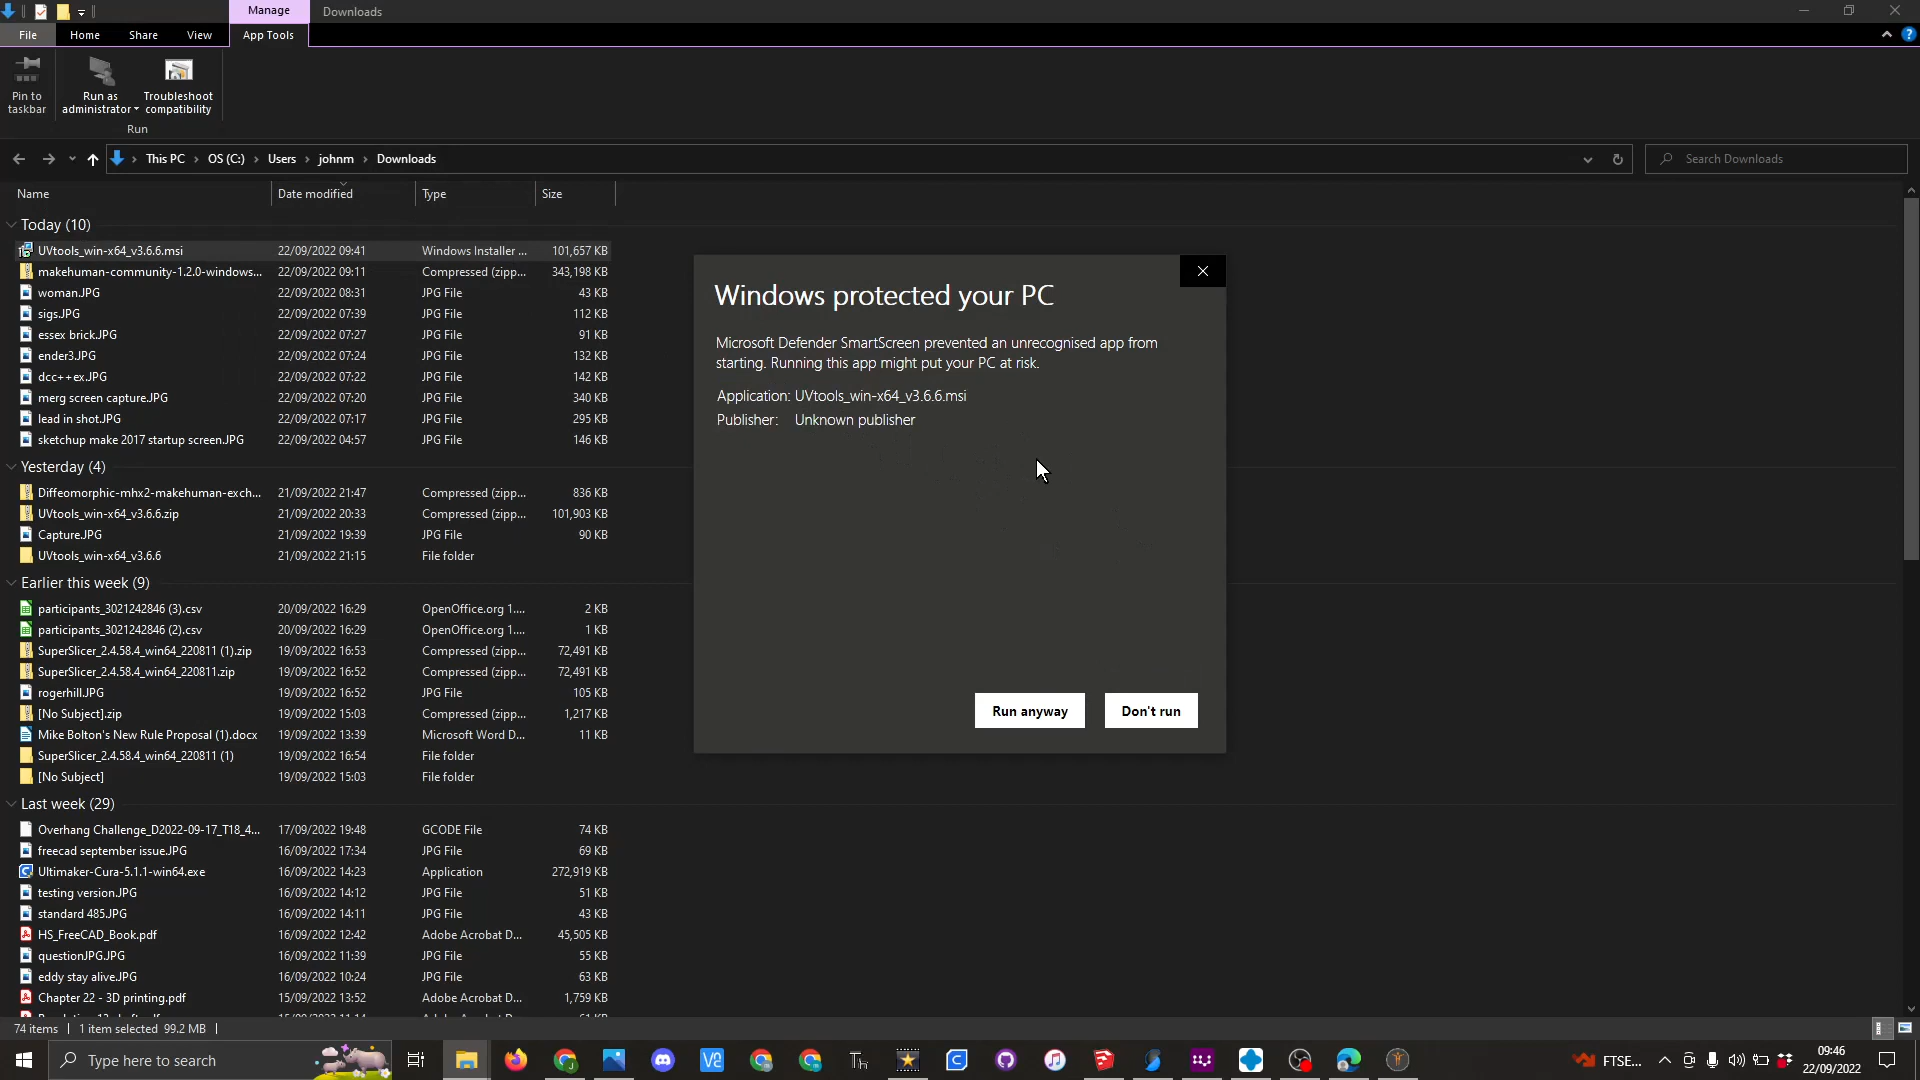 Manage
Downloads
File
Home
Share
View
App Tools
Pin to
taskbar
Run as
administrator
Troubleshoot
compatibility
Run
This PC
OS (C:)
Users
johnm
Downloads
Search Downloads
Name
Date modified
Type
Size
Today (10)
UVtools_win-x64_v3.6.6.msi 22/09/2022 09:41 Windows Installer ... 101,657 KB
makehuman-community-1.2.0-windows... 22/09/2022 09:11 Compressed (zipp... 343,198 KB
woman.JPG 22/09/2022 08:31 JPG File 43 KB
sigs.JPG 22/09/2022 07:39 JPG File 112 KB
essex brick.JPG 22/09/2022 07:27 JPG File 91 KB
ender3.JPG 22/09/2022 07:24 JPG File 132 KB
dcc++ex.JPG 22/09/2022 07:22 JPG File 142 KB
merg screen capture.JPG 22/09/2022 07:20 JPG File 340 KB
lead in shot.JPG 22/09/2022 07:17 JPG File 295 KB
sketchup make 2017 startup screen.JPG 22/09/2022 04:57 JPG File 146 KB
Yesterday (4)
Diffeomorphic-mhx2-makehuman-exch... 21/09/2022 21:47 Compressed (zipp... 836 KB
UVtools_win-x64_v3.6.6.zip 21/09/2022 20:33 Compressed (zipp... 101,903 KB
Capture.JPG 21/09/2022 19:39 JPG File 90 KB
UVtools_win-x64_v3.6.6 21/09/2022 21:15 File folder
Earlier this week (9)
participants_3021242846 (3).csv 20/09/2022 16:29 OpenOffice.org 1.... 2 KB
participants_3021242846 (2).csv 20/09/2022 16:29 OpenOffice.org 1.... 1 KB
SuperSlicer_2.4.58.4_win64_220811 (1).zip 19/09/2022 16:53 Compressed (zipp... 72,491 KB
SuperSlicer_2.4.58.4_win64_220811.zip 19/09/2022 16:52 Compressed (zipp... 72,491 KB
rogerhill.JPG 19/09/2022 16:52 JPG File 105 KB
[No Subject].zip 19/09/2022 15:03 Compressed (zipp... 1,217 KB
Mike Bolton's New Rule Proposal (1).docx 19/09/2022 13:39 Microsoft Word D... 11 KB
SuperSlicer_2.4.58.4_win64_220811 (1) 19/09/2022 16:54 File folder
[No Subject] 19/09/2022 15:03 File folder
Last week (29)
Overhang Challenge_D2022-09-17_T18_4... 17/09/2022 19:48 GCODE File 74 KB
freecad september issue.JPG 16/09/2022 17:34 JPG File 69 KB
Ultimaker-Cura-5.1.1-win64.exe 16/09/2022 14:23 Application 272,919 KB
testing version.JPG 16/09/2022 14:12 JPG File 51 KB
standard 485.JPG 16/09/2022 14:11 JPG File 43 KB
HS_FreeCAD_Book.pdf 16/09/2022 12:42 Adobe Acrobat D... 45,505 KB
questionJPG.JPG 16/09/2022 11:39 JPG File 55 KB
eddy stay alive.JPG 16/09/2022 10:24 JPG File 63 KB
Chapter 22 - 3D printing.pdf 15/09/2022 13:52 Adobe Acrobat D... 1,759 KB
Windows protected your PC
Microsoft Defender SmartScreen prevented an unrecognised app from
starting. Running this app might put your PC at risk.
Application: UVtools_win-x64_v3.6.6.msi
Publisher: Unknown publisher
Run anyway
Don't run
74 items
1 item selected 99.2 MB
Type here to search
FTSE...
09:46
22/09/2022